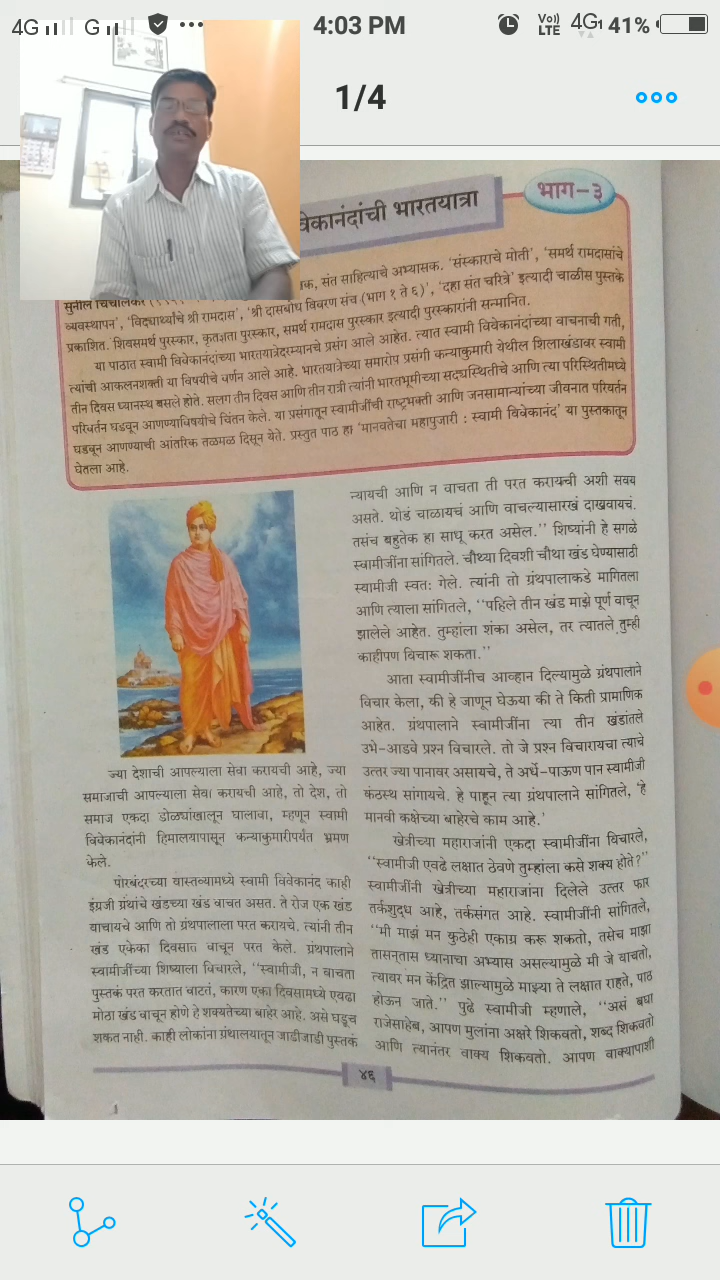 4G G 4:03 PM Vo)) LTE 4G 41%
1/4
भाग-३
वेकानंदांची भारतयात्रा
क, संत साहित्याचे अभ्यासक. 'संस्काराचे मोती', 'समर्थ रामदासांचे
सुनील चिंचोलकर
व्यवस्थापन', 'विद्यार्थ्यांचे श्री रामदास', 'श्री दासबोध विवरण संच (भाग १ ते ६)', 'दहा संत चरित्रे' इत्यादी चाळीस पुस्तके
प्रकाशित. शिवसमर्थ पुरस्कार, कृतज्ञता पुरस्कार, समर्थ रामदास पुरस्कार इत्यादी पुरस्कारांनी सन्मानित.
या पाठात स्वामी विवेकानंदांच्या भारतयात्रेदरम्यानचे प्रसंग आले आहेत. त्यात स्वामी विवेकानंदांच्या वाचनाची गती,
त्यांची आकलनशक्ती या विषयीचे वर्णन आले आहे. भारतयात्रेच्या समारोप प्रसंगी कन्याकुमारी येथील शिलाखंडावर स्वामी
तीन दिवस ध्यानस्थ बसले होते. सलग तीन दिवस आणि तीन रात्री त्यांनी भारतभूमीच्या सद्यःस्थितीचे आणि त्या परिस्थितीमध्ये
परिवर्तन घडवून आणण्याविषयीचे चिंतन केले. या प्रसंगातून स्वामीजींची राष्ट्रभक्ती आणि जनसामान्यांच्या जीवनात परिवर्तन
घडवून आणण्याची आंतरिक तळमळ दिसून येते. प्रस्तुत पाठ हा 'मानवतेचा महापुजारी : स्वामी विवेकानंद' या पुस्तकातून
घेतला आहे.
ज्या देशाची आपल्याला सेवा करायची आहे, ज्या
समाजाची आपल्याला सेवा करायची आहे, तो देश, तो
समाज एकदा डोळ्यांखालून घालावा, म्हणून स्वामी
विवेकानंदांनी हिमालयापासून कन्याकुमारीपर्यंत भ्रमण
केले.
पोरबंदरच्या वास्तव्यामध्ये स्वामी विवेकानंद काही
इंग्रजी ग्रंथांचे खंडच्या खंड वाचत असत. ते रोज एक खंड
वाचायचे आणि तो ग्रंथपालाला परत करायचे. त्यांनी तीन
खंड एकेका दिवसात वाचून परत केले. ग्रंथपालाने
स्वामीजींच्या शिष्याला विचारले, ‘‘स्वामीजी, न वाचता
पुस्तकं परत करतात वाटतं, कारण एका दिवसामध्ये एवढा
मोठा खंड वाचून होणे हे शक्यतेच्या बाहेर आहे. असे घडूच
शकत नाही. काही लोकांना ग्रंथालयातून जाडीजाडी पुस्तकं
न्यायची आणि न वाचता ती परत करायची अशी सवय
असते. थोडं चाळायचं आणि वाचल्यासारखं दाखवायचं.
तसंच बहुतेक हा साधू करत असेल.’’ शिष्यांनी हे सगळे
स्वामीजींना सांगितले. चौथ्या दिवशी चौथा खंड घेण्यासाठी
स्वामीजी स्वतः गेले. त्यांनी तो ग्रंथपालाकडे मागितला
आणि त्याला सांगितले, ‘‘पहिले तीन खंड माझे पूर्ण वाचून
झालेले आहेत. तुम्हांला शंका असेल, तर त्यातले तुम्ही
काहीपण विचारू शकता.’’
आता स्वामीजींनीच आव्हान दिल्यामुळे ग्रंथपालाने
विचार केला, की हे जाणून घेऊया की ते किती प्रामाणिक
आहेत. ग्रंथपालाने स्वामीजींना त्या तीन खंडांतले
उभे-आडवे प्रश्न विचारले. तो जे प्रश्न विचारायचा त्याचे
उत्तर ज्या पानावर असायचे, ते अर्धे-पाऊण पान स्वामीजी
कंठस्थ सांगायचे. हे पाहून त्या ग्रंथपालाने सांगितले, 'हे
मानवी कक्षेच्या बाहेरचे काम आहे.'
खेत्रीच्या महाराजांनी एकदा स्वामीजींना विचारले,
‘‘स्वामीजी एवढे लक्षात ठेवणे तुम्हांला कसे शक्य होते?’’
स्वामीजींनी खेत्रीच्या महाराजांना दिलेले उत्तर फार
तर्कशुद्ध आहे, तर्कसंगत आहे. स्वामीजींनी सांगितले,
‘‘मी माझं मन कुठेही एकाग्र करू शकतो, तसेच माझा
तासन्‌तास ध्यानाचा अभ्यास असल्यामुळे मी जे वाचतो,
त्यावर मन केंद्रित झाल्यामुळे माझ्या ते लक्षात राहते, पाठ
होऊन जाते.’’ पुढे स्वामीजी म्हणाले, ‘‘असं बघा
राजेसाहेब, आपण मुलांना अक्षरे शिकवतो, शब्द शिकवतो
आणि त्यानंतर वाक्य शिकवतो. आपण वाक्यापाशी
४६